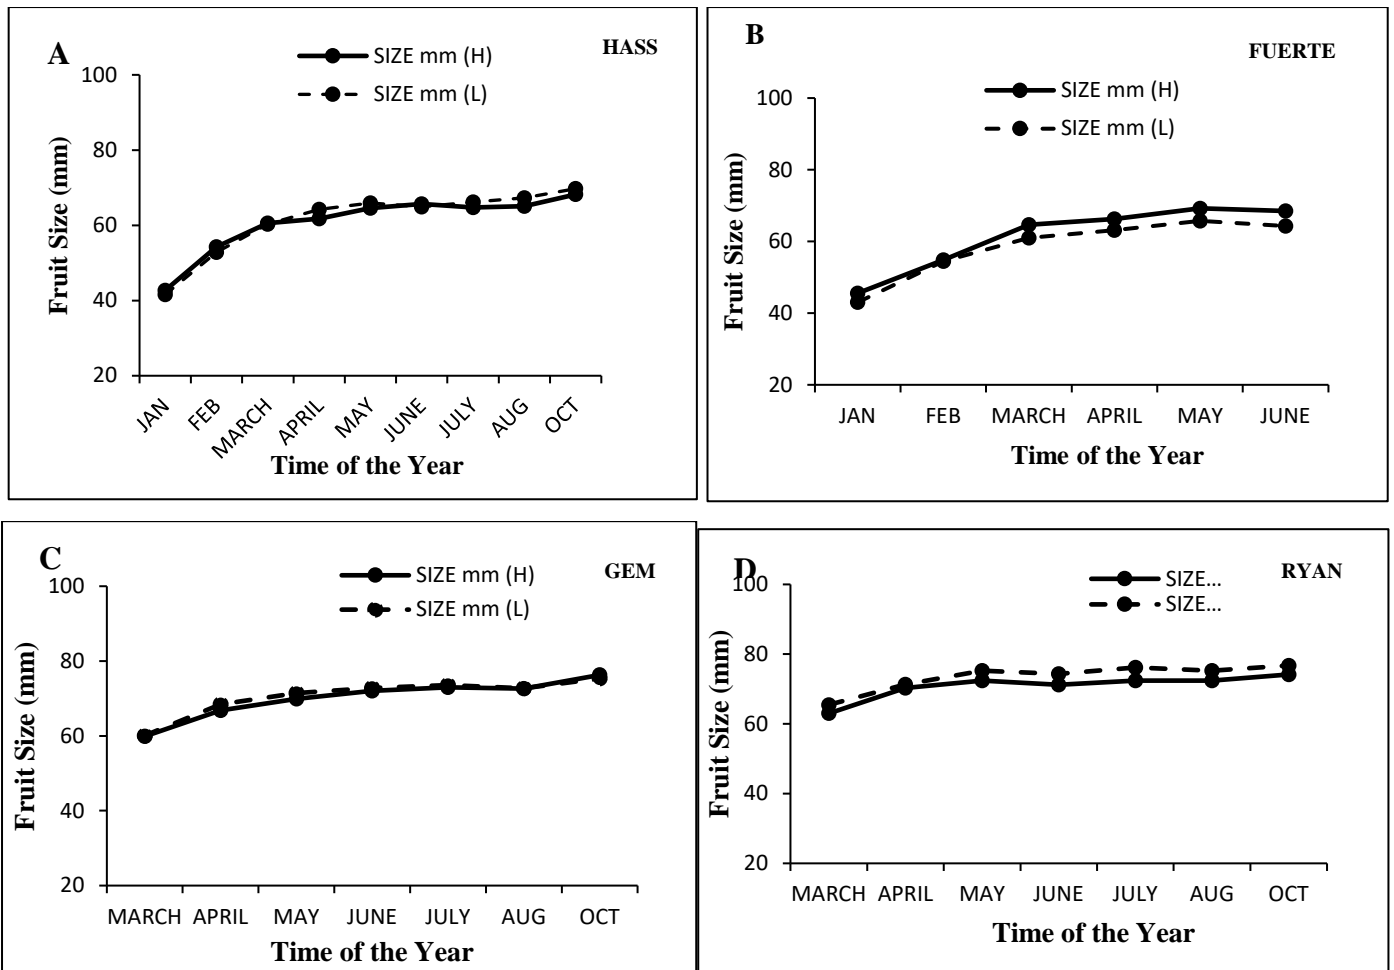 A
HASS
SIZE mm (H)
SIZE mm (L)
100
80
60
40
20
Fruit Size (mm)
JAN FEB MARCH APRIL MAY JUNE JULY AUG OCT
Time of the Year
B
FUERTE
SIZE mm (H)
SIZE mm (L)
100
80
60
40
20
Fruit Size (mm)
JAN FEB MARCH APRIL MAY JUNE
Time of the Year
C
GEM
SIZE mm (H)
SIZE mm (L)
100
80
60
40
20
Fruit Size (mm)
MARCH APRIL MAY JUNE JULY AUG OCT
Time of the Year
D
RYAN
SIZE...
SIZE...
100
80
60
40
20
Fruit Size (mm)
MARCH APRIL MAY JUNE JULY AUG OCT
Time of the Year